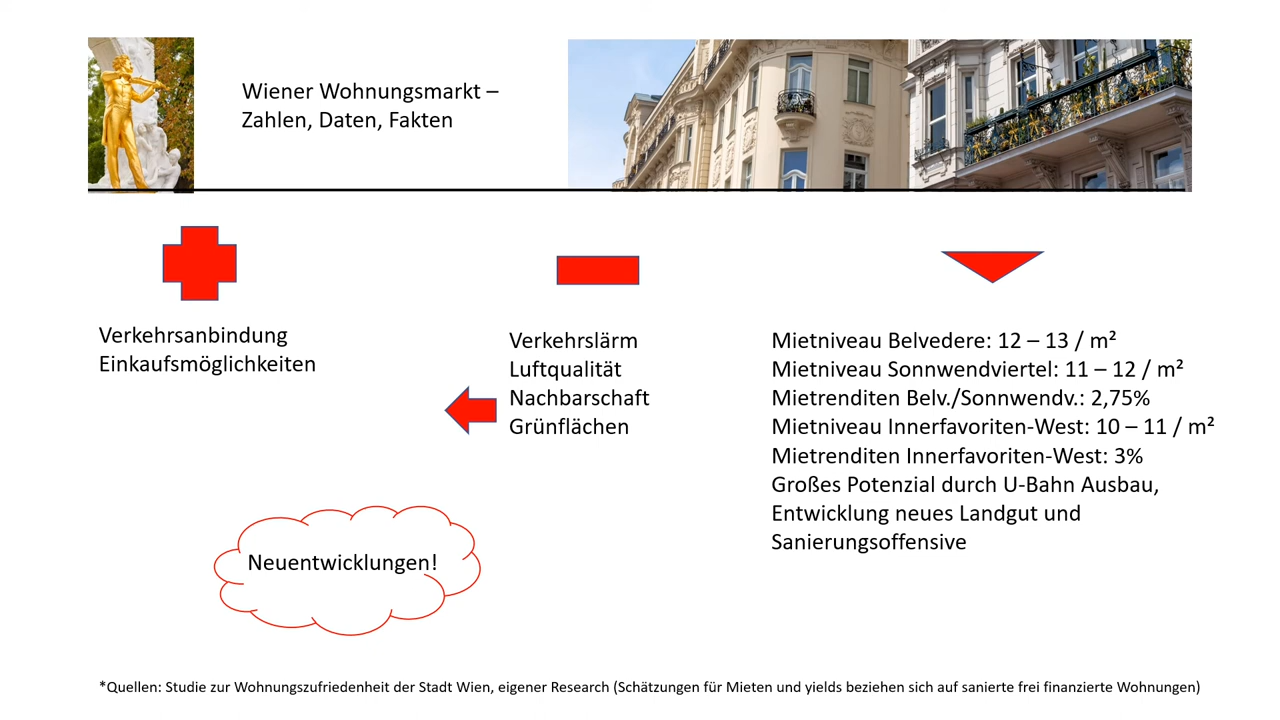 Wiener Wohnungsmarkt –
Zahlen, Daten, Fakten
Verkehrsanbindung
Einkaufsmöglichkeiten
Verkehrslärm
Luftqualität
Nachbarschaft
Grünflächen
Mietniveau Belvedere: 12 – 13 / m²
Mietniveau Sonnwendviertel: 11 – 12 / m²
Mietrenditen Belv./Sonnwendv.: 2,75%
Mietniveau Innerfavoriten-West: 10 – 11 / m²
Mietrenditen Innerfavoriten-West: 3%
Großes Potenzial durch U-Bahn Ausbau,
Entwicklung neues Landgut und
Sanierungsoffensive
Neuentwicklungen!
*Quellen: Studie zur Wohnungszufriedenheit der Stadt Wien, eigener Research (Schätzungen für Mieten und yields beziehen sich auf sanierte frei finanzierte Wohnungen)